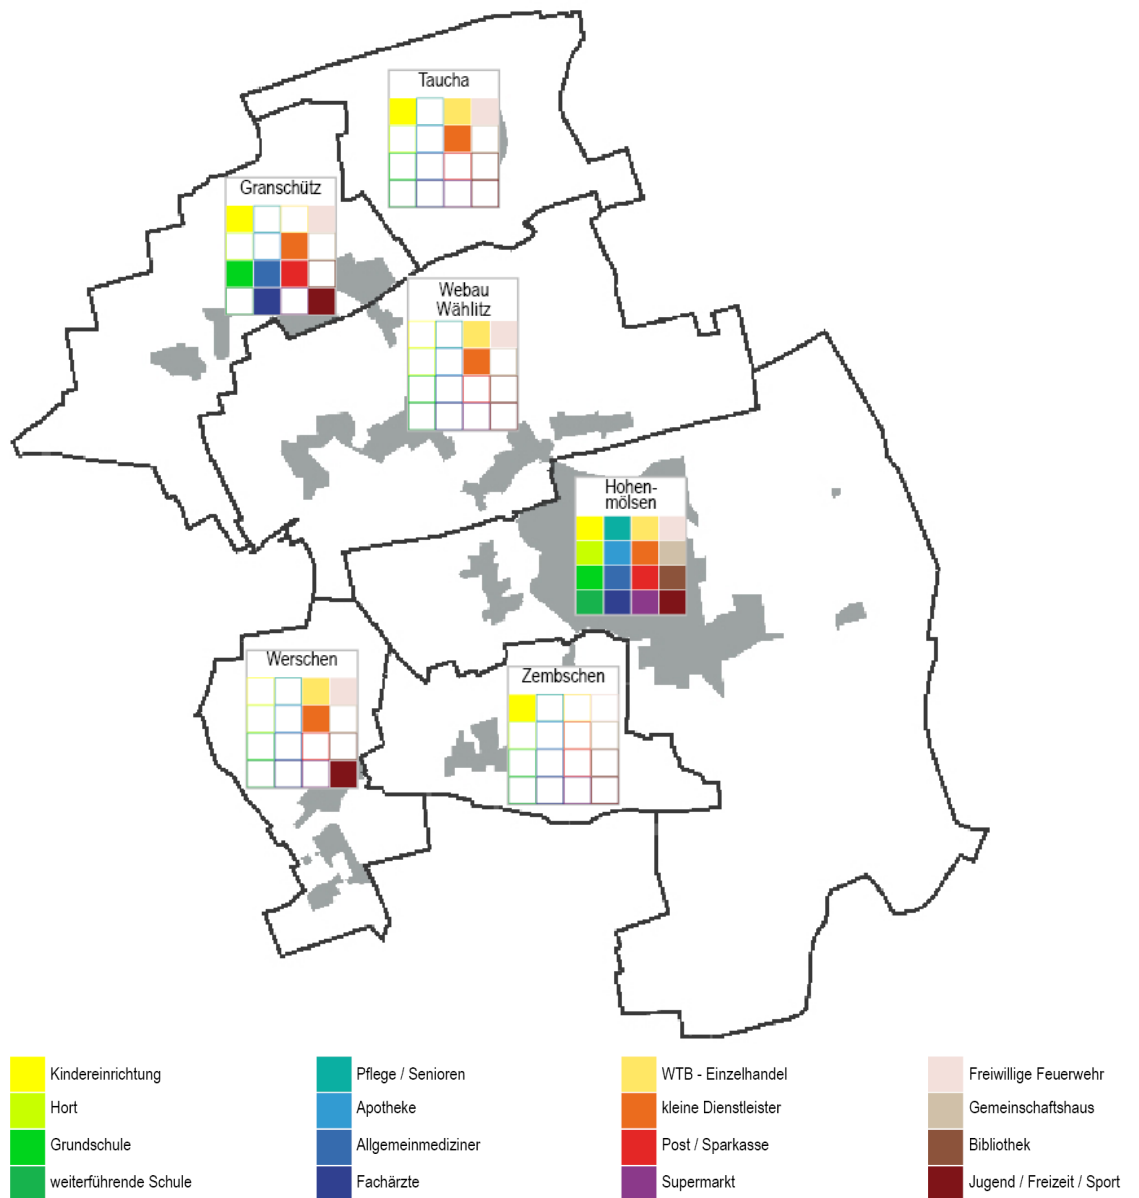 Taucha
Granschütz
Webau
Wählitz
Hohen-
mölsen
Werschen
Zembschen
Kindereinrichtung
Pflege / Senioren
WTB - Einzelhandel
Freiwillige Feuerwehr
Hort
Apotheke
kleine Dienstleister
Gemeinschaftshaus
Grundschule
Allgemeinmediziner
Post / Sparkasse
Bibliothek
weiterführende Schule
Fachärzte
Supermarkt
Jugend / Freizeit / Sport